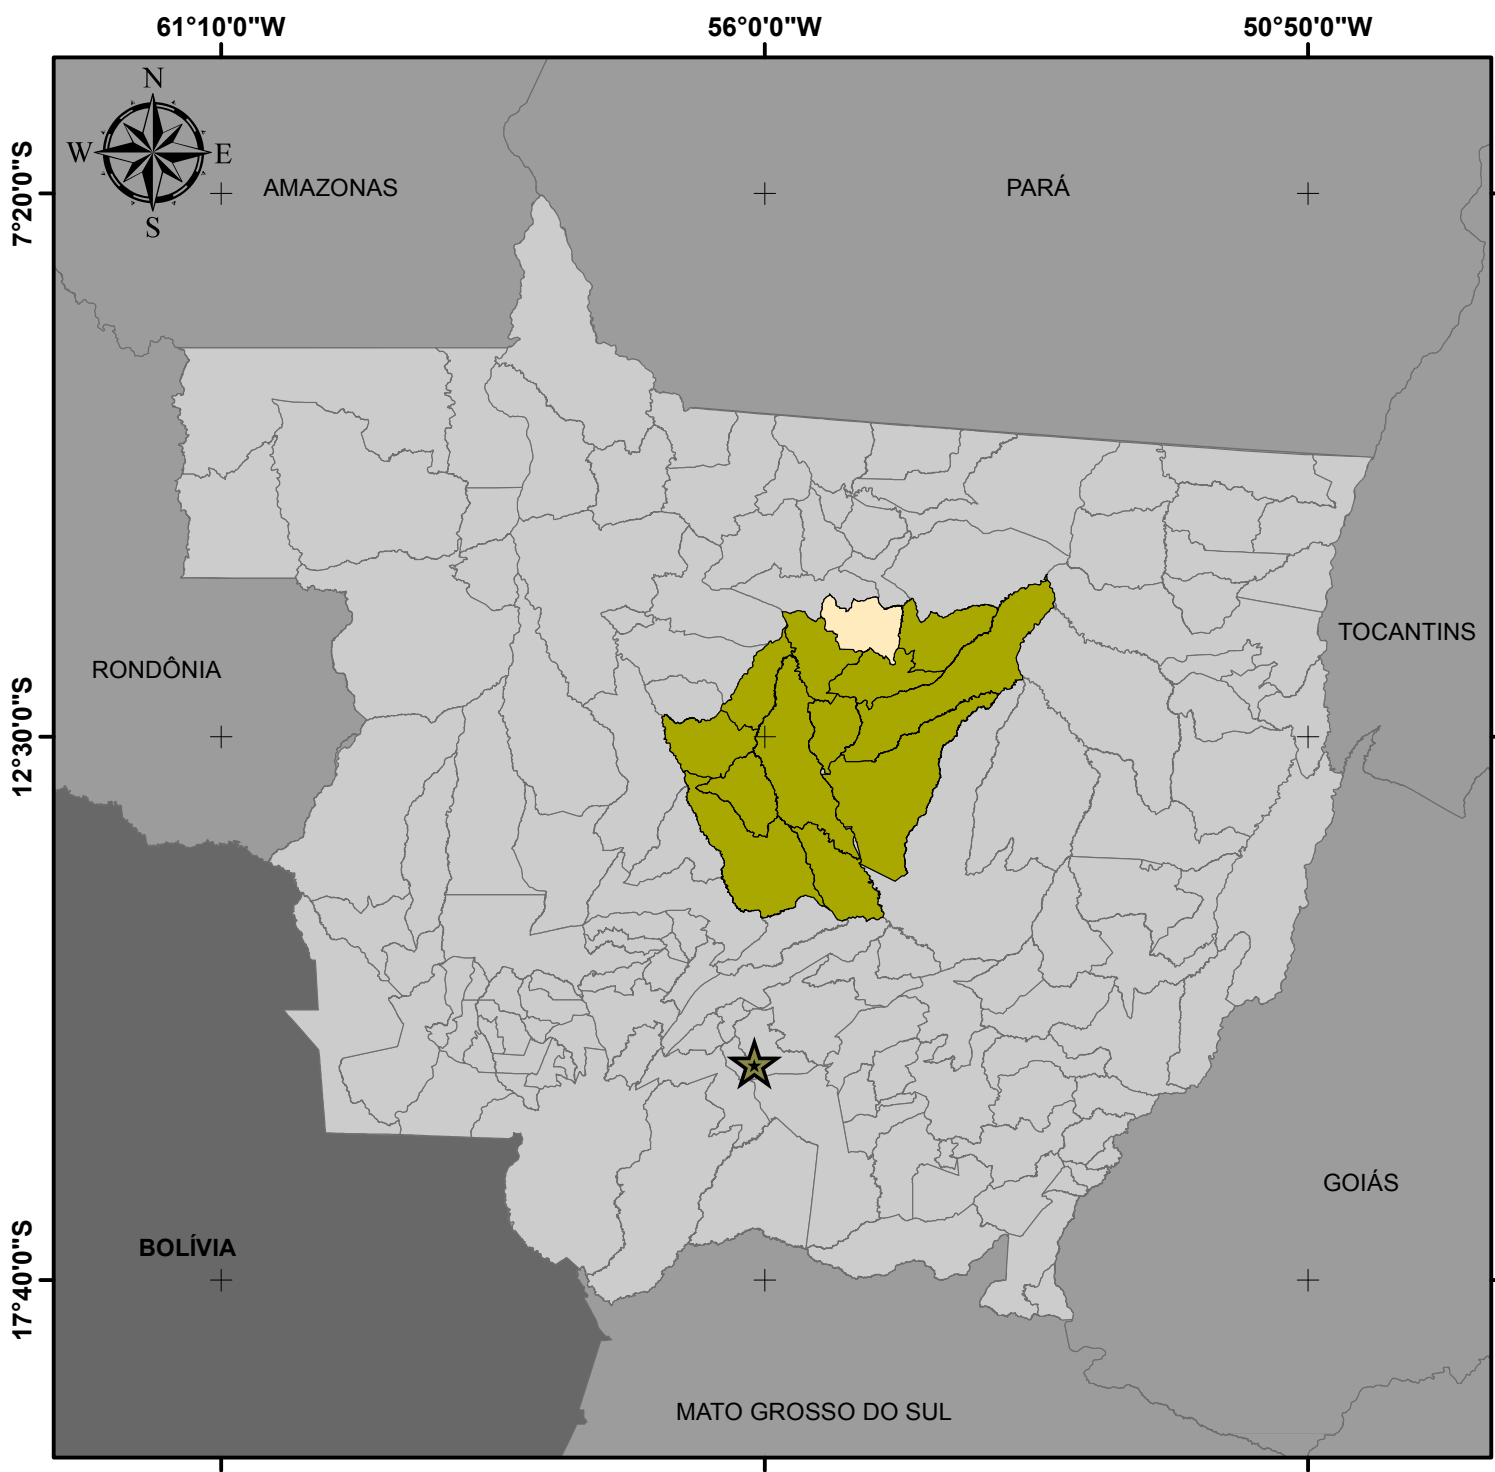 61°10'0"W 56°0'0"W 50°50'0"W
N
W E
S
7°20'0"S
AMAZONAS PARÁ
TOCANTINS
RONDÔNIA
12°30'0"S
GOIÁS
BOLÍVIA
17°40'0"S
MATO GROSSO DO SUL